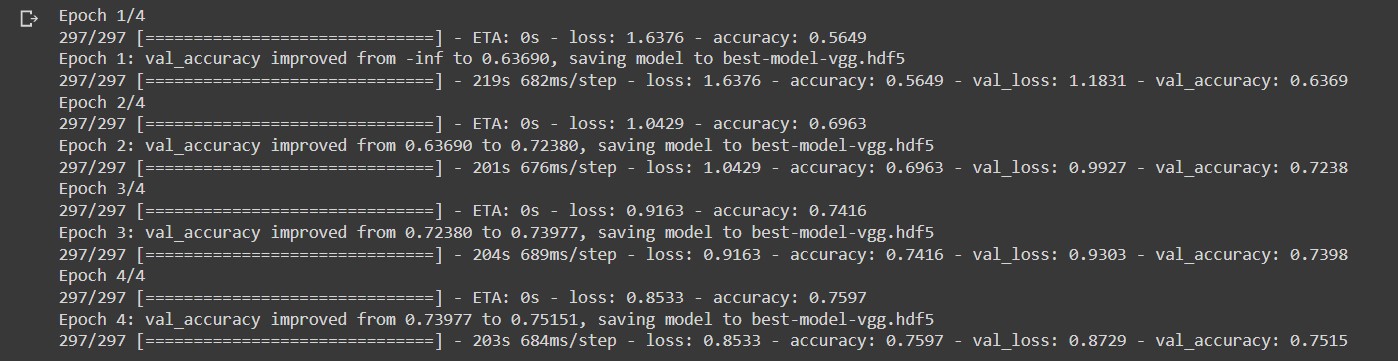 Epoch 1/4
297/297 [==============================] - ETA: 0s - loss: 1.6376 - accuracy: 0.5649
Epoch 1: val_accuracy improved from -inf to 0.63690, saving model to best-model-vgg.hdf5
297/297 [==============================] - 219s 682ms/step - loss: 1.6376 - accuracy: 0.5649 - val_loss: 1.1831 - val_accuracy: 0.6369
Epoch 2/4
297/297 [==============================] - ETA: 0s - loss: 1.0429 - accuracy: 0.6963
Epoch 2: val_accuracy improved from 0.63690 to 0.72380, saving model to best-model-vgg.hdf5
297/297 [==============================] - 201s 676ms/step - loss: 1.0429 - accuracy: 0.6963 - val_loss: 0.9927 - val_accuracy: 0.7238
Epoch 3/4
297/297 [==============================] - ETA: 0s - loss: 0.9163 - accuracy: 0.7416
Epoch 3: val_accuracy improved from 0.72380 to 0.73977, saving model to best-model-vgg.hdf5
297/297 [==============================] - 204s 689ms/step - loss: 0.9163 - accuracy: 0.7416 - val_loss: 0.9303 - val_accuracy: 0.7398
Epoch 4/4
297/297 [==============================] - ETA: 0s - loss: 0.8533 - accuracy: 0.7597
Epoch 4: val_accuracy improved from 0.73977 to 0.75151, saving model to best-model-vgg.hdf5
297/297 [==============================] - 203s 684ms/step - loss: 0.8533 - accuracy: 0.7597 - val_loss: 0.8729 - val_accuracy: 0.7515